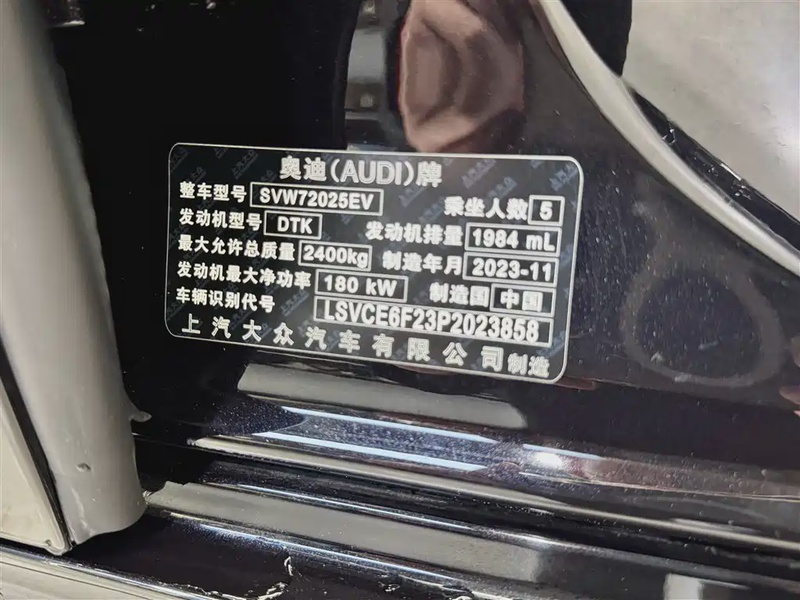 奥迪(AUDI)牌
整车型号 SVW72025EV 乘坐人数 5
发动机型号 DTK 发动机排量 1984 mL
最大允许总质量 2400kg 制造年月 2023-11
发动机最大净功率 180 kW 制造国 中国
车辆识别代号 LSVCE6F23P2023858
上汽大众汽车有限公司制造